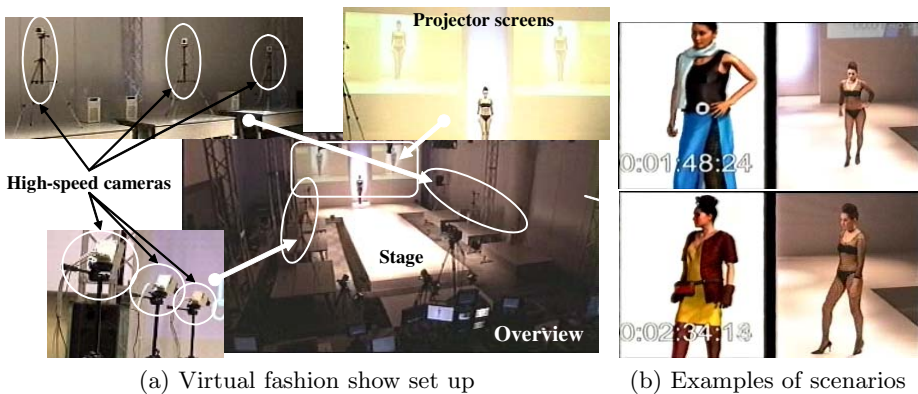 Projector screens
High-speed cameras
Stage
Overview
0:01:48:24
0:02:34:13
(a) Virtual fashion show set up
(b) Examples of scenarios